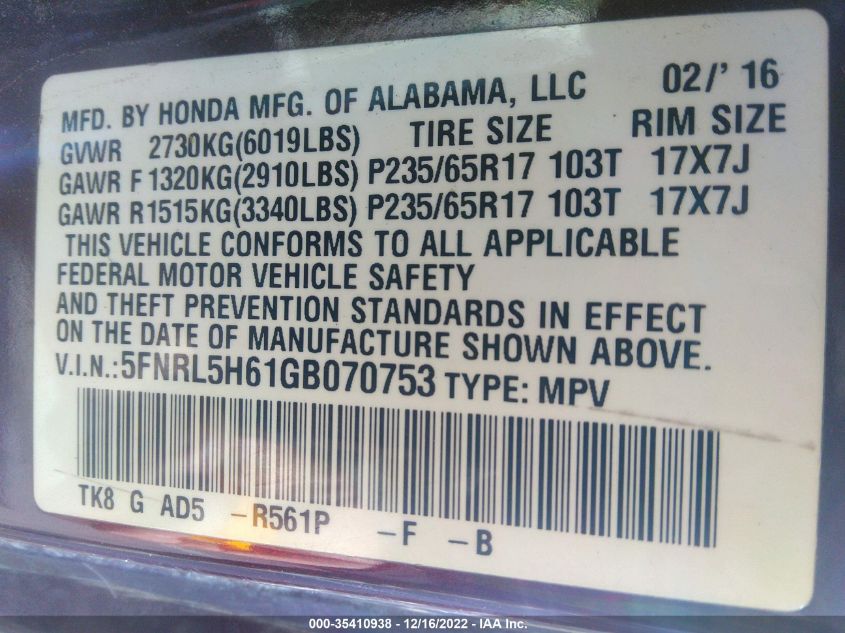 MFD. BY HONDA MFG. OF ALABAMA, LLC 02/' 16
GVWR 2730KG(6019LBS) TIRE SIZE RIM SIZE
GAWR F 1320KG(2910LBS) P235/65R17 103T 17X7J
GAWR R1515KG(3340LBS) P235/65R17 103T 17X7J
THIS VEHICLE CONFORMS TO ALL APPLICABLE
FEDERAL MOTOR VEHICLE SAFETY
AND THEFT PREVENTION STANDARDS IN EFFECT
ON THE DATE OF MANUFACTURE SHOWN ABOVE.
V.I.N.:5FNRL5H61GB070753 TYPE: MPV
TK8 G AD5 -R561P -F -B
000-35410938 - 12/16/2022 - IAA Inc.